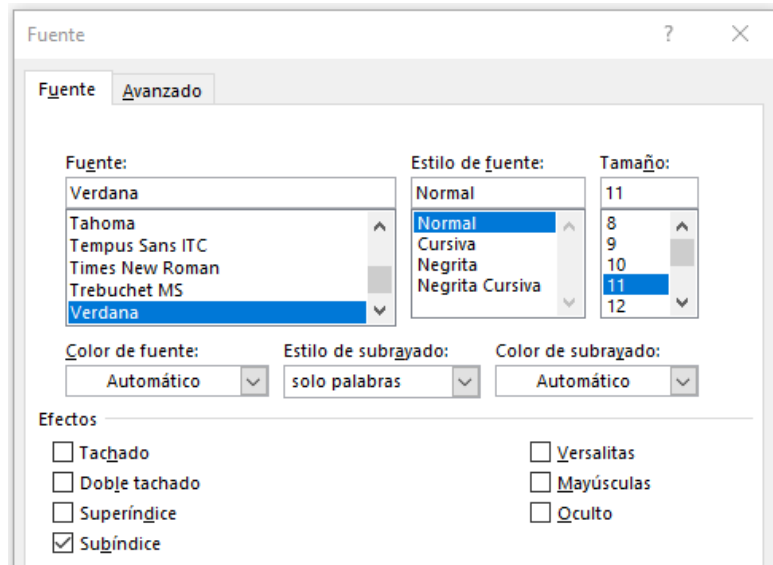 Fuente ?
Fuente Avanzado
Fuente: Estilo de fuente: Tamaño:
Verdana Normal 11
Tahoma Normal 8
Tempus Sans ITC Cursiva 9
Times New Roman Negrita 10
Trebuchet MS Negrita Cursiva 11
Verdana 12
Color de fuente: Estilo de subrayado: Color de subrayado:
Automático solo palabras Automático
Efectos
Tachado Versalitas
Doble tachado Mayúsculas
Superíndice Oculto
Subíndice